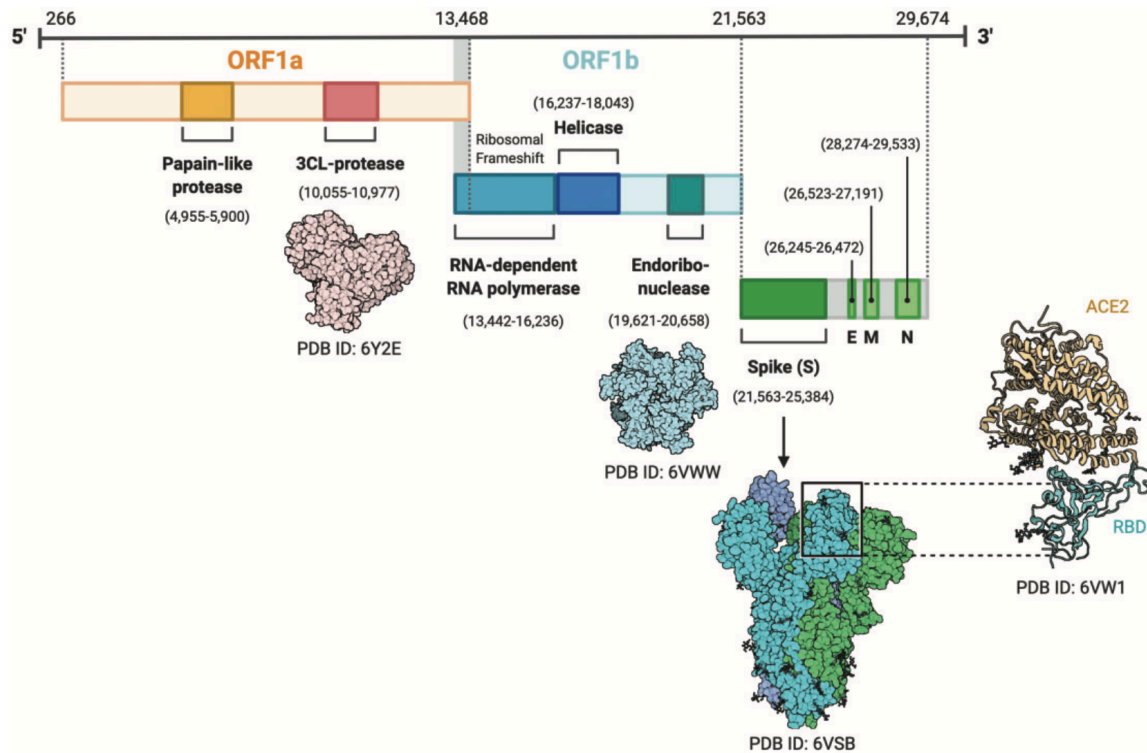 266
13,468
21,563
29,674
5'
3'
ORF1a
ORF1b
(16,237-18,043)
Helicase
Ribosomal
Frameshift
Papain-like
protease
(4,955-5,900)
3CL-protease
(10,055-10,977)
PDB ID: 6Y2E
RNA-dependent
RNA polymerase
(13,442-16,236)
Endoribo-
nuclease
(19,621-20,658)
PDB ID: 6VWW
(28,274-29,533)
(26,523-27,191)
(26,245-26,472)
E M N
Spike (S)
(21,563-25,384)
PDB ID: 6VSB
ACE2
RBD
PDB ID: 6VW1